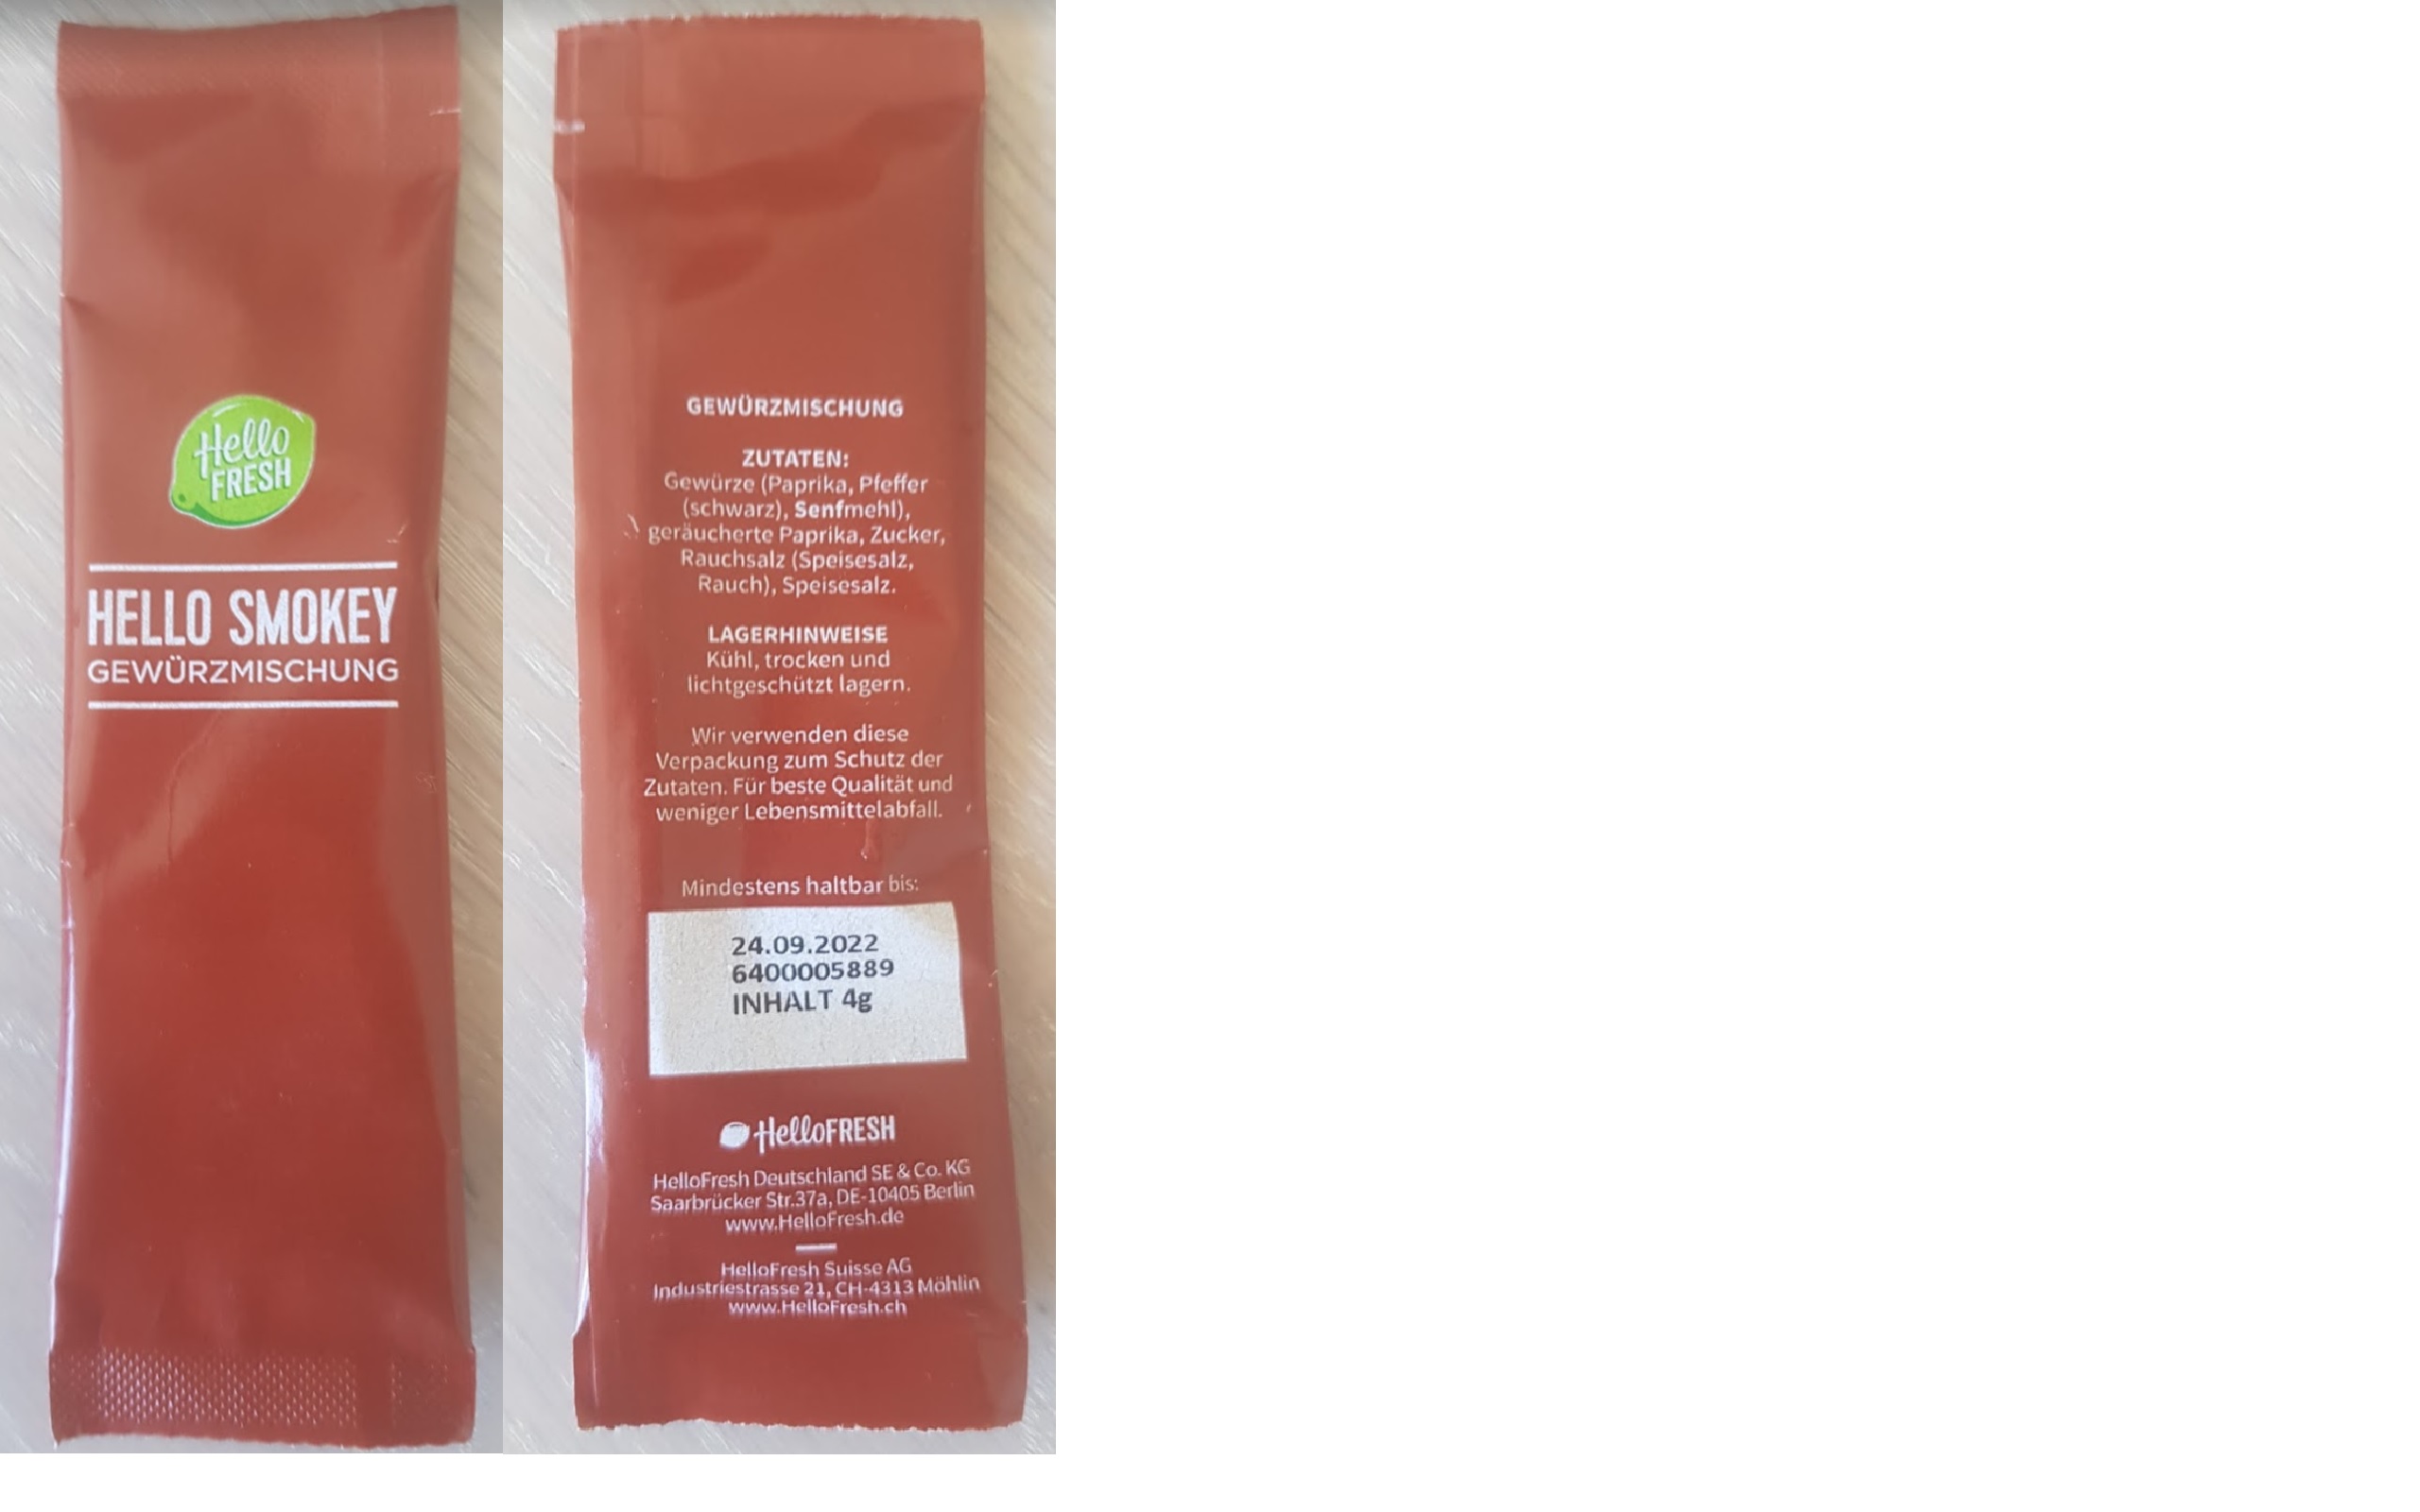 Hello
FRESH
HELLO SMOKEY
GEWÜRZMISCHUNG
GEWÜRZMISCHUNG
ZUTATEN:
Gewürze (Paprika, Pfeffer
(schwarz), Senfmehl),
geräucherte Paprika, Zucker,
Rauchsalz (Speisesalz,
Rauch), Speisesalz.
LAGERHINWEISE
Kühl, trocken und
lichtgeschützt lagern.
Wir verwenden diese
Verpackung zum Schutz der
Zutaten. Für beste Qualität und
weniger Lebensmittelabfall.
Mindestens haltbar bis:
24.09.2022
6400005889
INHALT 4g
HelloFRESH
HelloFresh Deutschland SE & Co. KG
Saarbrücker Str.37a, DE-10405 Berlin
www.HelloFresh.de
HelloFresh Suisse AG
Industriestrasse 21, CH-4313 Möhlin
www.HelloFresh.ch